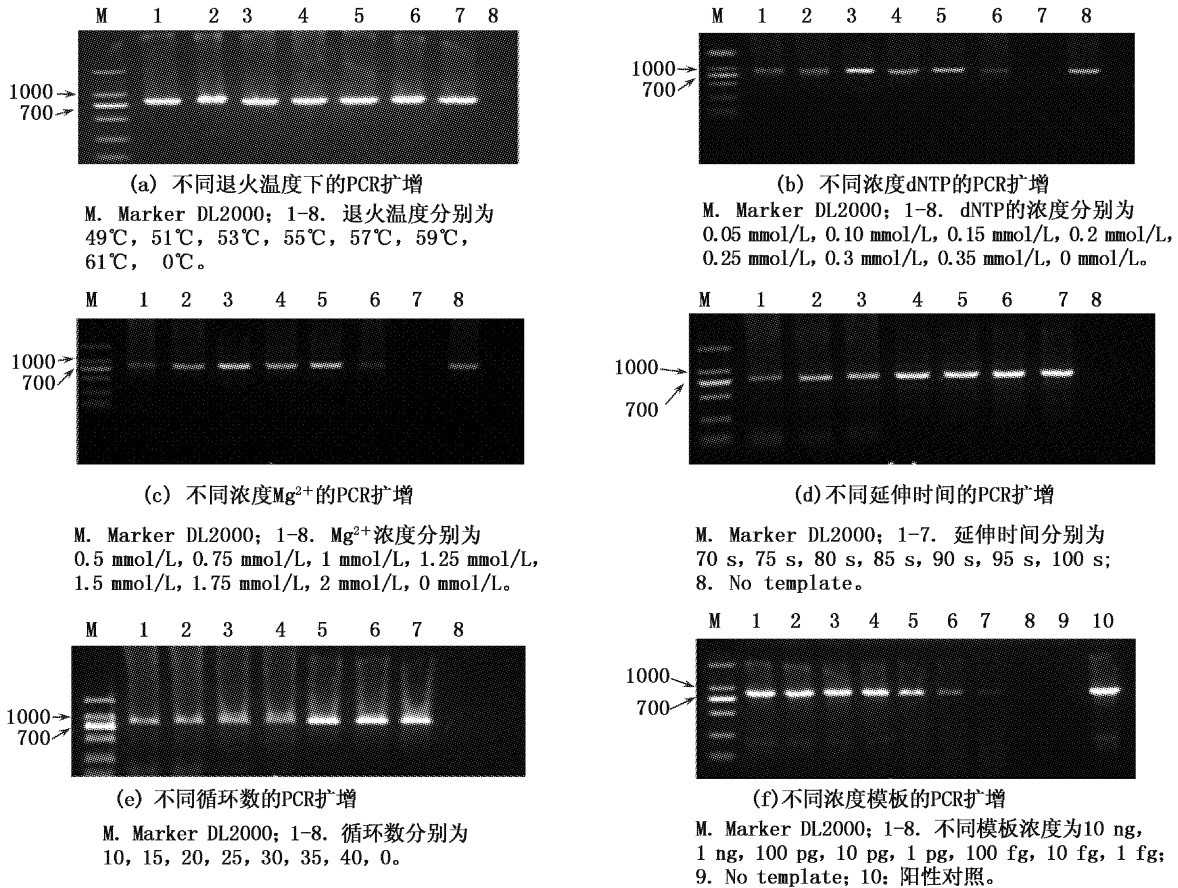 M 1 2 3 4 5 6 7 8
1000
700
(a) 不同退火温度下的PCR扩增
M. Marker DL2000; 1-8. 退火温度分别为
49℃, 51℃, 53℃, 55℃, 57℃, 59℃,
61℃, 0℃。
M 1 2 3 4 5 6 7 8
1000
700
(b) 不同浓度dNTP的PCR扩增
M. Marker DL2000; 1-8. dNTP的浓度分别为
0.05 mmol/L, 0.10 mmol/L, 0.15 mmol/L, 0.2 mmol/L,
0.25 mmol/L, 0.3 mmol/L, 0.35 mmol/L, 0 mmol/L。
M 1 2 3 4 5 6 7 8
1000
700
(c) 不同浓度Mg²⁺的PCR扩增
M. Marker DL2000; 1-8. Mg²⁺浓度分别为
0.5 mmol/L, 0.75 mmol/L, 1 mmol/L, 1.25 mmol/L,
1.5 mmol/L, 1.75 mmol/L, 2 mmol/L, 0 mmol/L。
M 1 2 3 4 5 6 7 8
1000
700
(d)不同延伸时间的PCR扩增
M. Marker DL2000; 1-7. 延伸时间分别为
70 s, 75 s, 80 s, 85 s, 90 s, 95 s, 100 s;
8. No template。
M 1 2 3 4 5 6 7 8
1000
700
(e) 不同循环数的PCR扩增
M. Marker DL2000; 1-8. 循环数分别为
10, 15, 20, 25, 30, 35, 40, 0。
M 1 2 3 4 5 6 7 8 9 10
1000
700
(f)不同浓度模板的PCR扩增
M. Marker DL2000; 1-8. 不同模板浓度为10 ng,
1 ng, 100 pg, 10 pg, 1 pg, 100 fg, 10 fg, 1 fg;
9. No template; 10: 阳性对照。